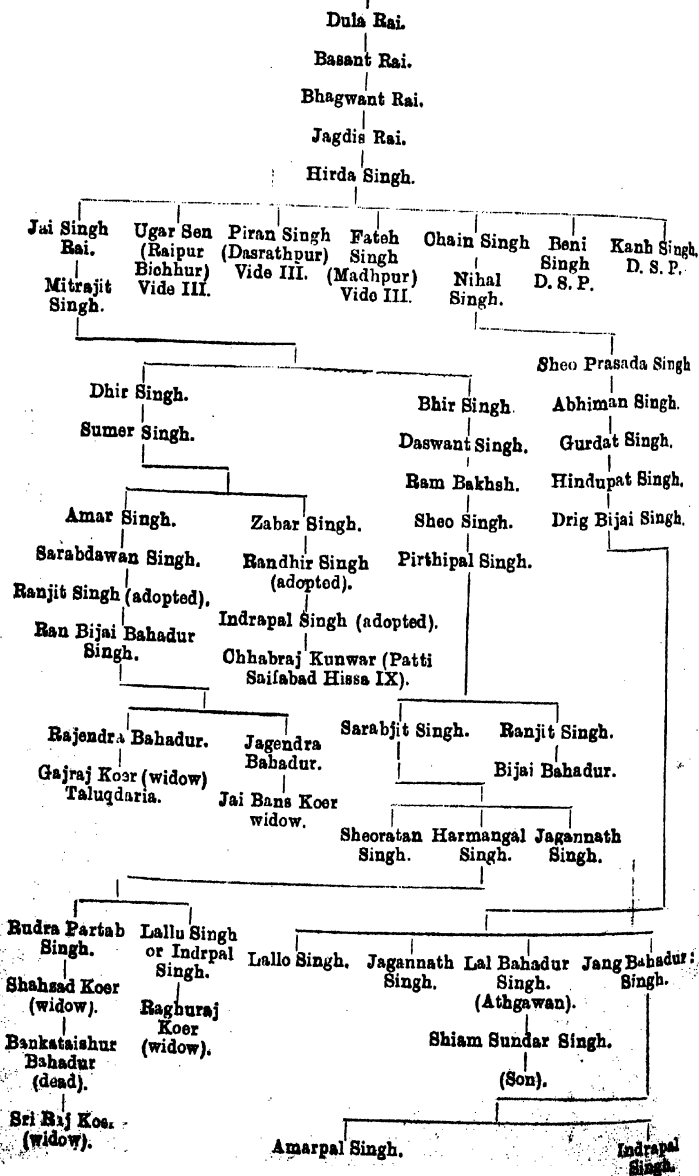 Dula Rai.
Basant Rai.
Bhagwant Rai.
Jagdis Rai.
Hirda Singh.
Jai Singh Rai.
Ugar Sen (Raipur Biohhur) Vide III.
Piran Singh (Dasrathpur) Vide III.
Fateh Singh (Madhpur) Vide III.
Chain Singh
Beni Singh D. S. P.
Kanh Singh. D. S. P.
Mitrajit Singh.
Nihal Singh.
Sheo Prasada Singh
Dhir Singh.
Bhir Singh.
Abhiman Singh.
Sumer Singh.
Daswant Singh.
Gurdat Singh.
Ram Bakhsh.
Hindupat Singh.
Amar Singh.
Zabar Singh.
Sheo Singh.
Drig Bijai Singh.
Sarabdawan Singh.
Randhir Singh (adopted).
Pirthipal Singh.
Ranjit Singh (adopted).
Indrapal Singh (adopted).
Ran Bijai Bahadur Singh.
Chhabraj Kunwar (Patti Saifabad Hissa IX).
Rajendra Bahadur.
Jagendra Bahadur.
Sarabjit Singh.
Ranjit Singh.
Gajraj Koer (widow) Taluqdaria.
Jai Bans Koer widow.
Bijai Bahadur.
Sheoratan Singh.
Harmangal Singh.
Jagannath Singh.
Rudra Partab Singh.
Lallu Singh or Indrpal Singh.
Lallo Singh.
Jagannath Singh.
Lal Bahadur Singh. (Athgawan).
Jang Bahadur Singh.
Shahzad Koer (widow).
Raghuraj Koer (widow).
Shiam Sundar Singh.
Bankataishur Bahadur (dead).
(Son).
Sri Raj Koer (widow).
Amarpal Singh.
Indrapal Singh.